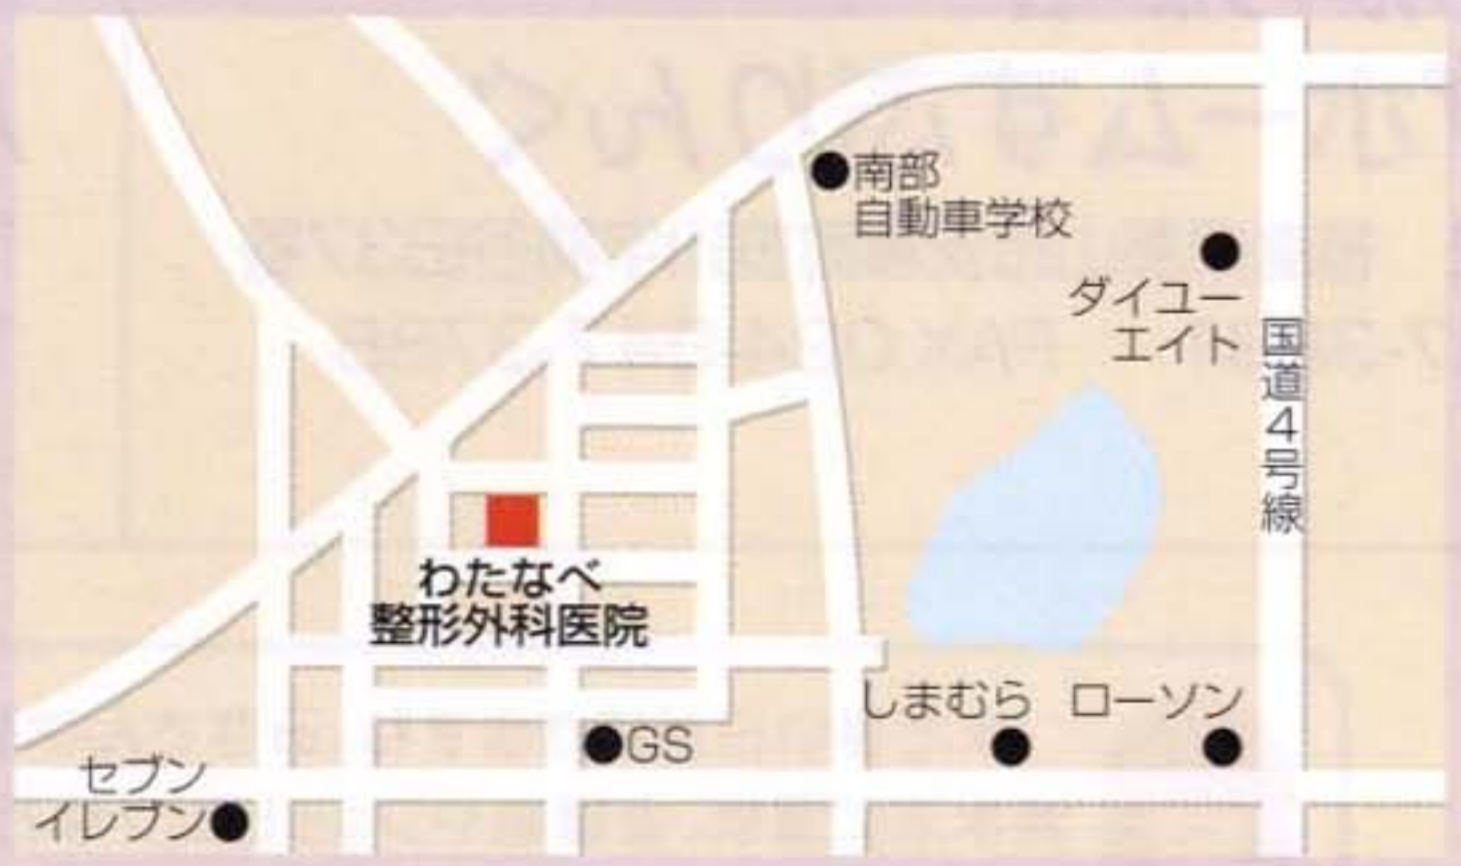 南部
自動車学校
ダイユー
エイト
国道4号線
わたなべ
整形外科医院
しまむら
ローソン
GS
セブン
イレブン